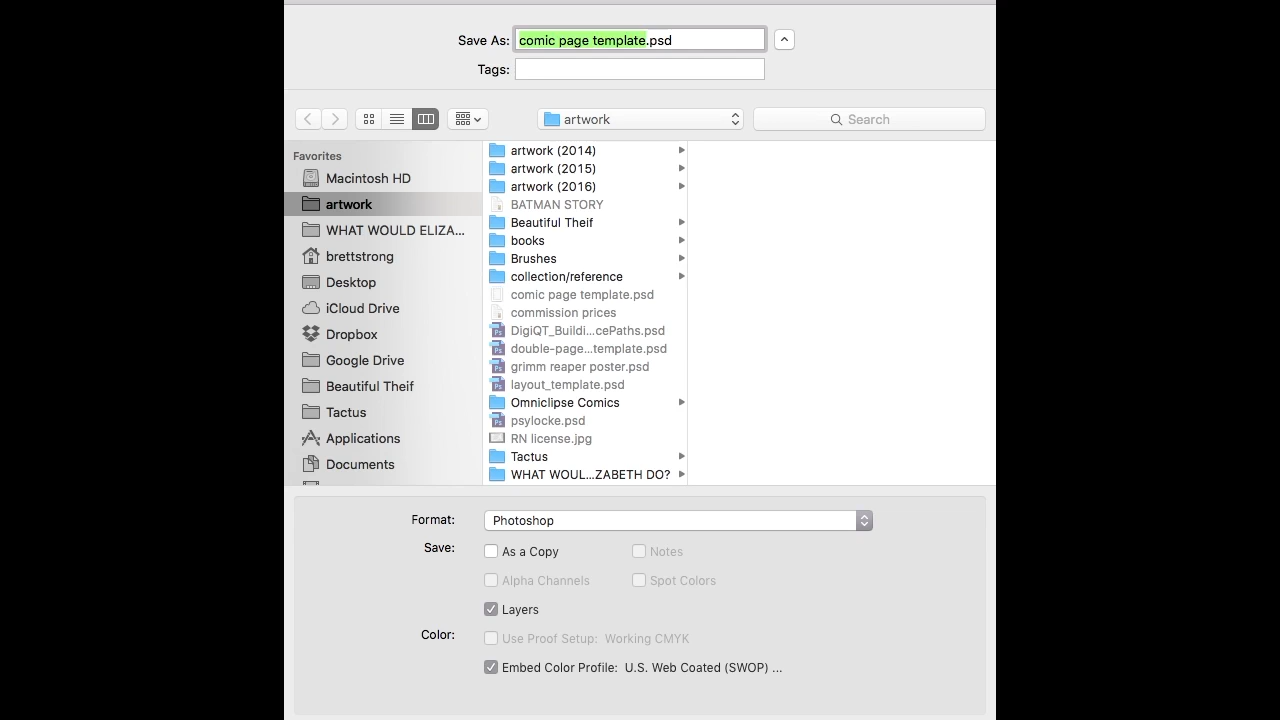 Save As: comic page template.psd
Tags:
artwork
Search
Favorites
Macintosh HD
artwork
WHAT WOULD ELIZA...
brettstrong
Desktop
iCloud Drive
Dropbox
Google Drive
Beautiful Theif
Tactus
Applications
Documents
artwork (2014)
artwork (2015)
artwork (2016)
BATMAN STORY
Beautiful Theif
books
Brushes
collection/reference
comic page template.psd
commission prices
DigiQT_Buildi...cePaths.psd
double-page...template.psd
grimm reaper poster.psd
layout_template.psd
Omniclipse Comics
psylocke.psd
RN license.jpg
Tactus
WHAT WOUL...ZABETH DO?
Format: Photoshop
Save: As a Copy Notes
Alpha Channels Spot Colors
Layers
Color: Use Proof Setup: Working CMYK
Embed Color Profile: U.S. Web Coated (SWOP) ...